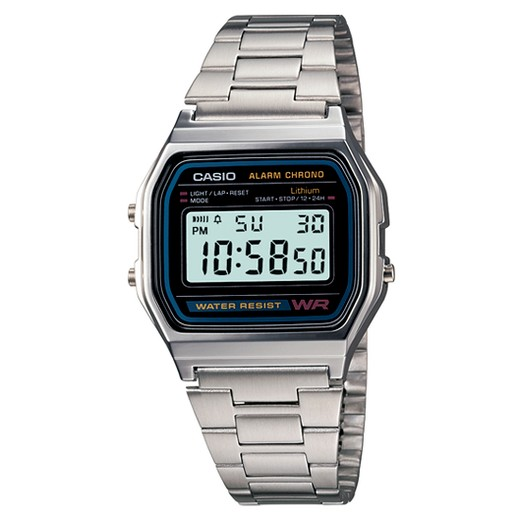 CASIO ALARM CHRONO
LIGHT / LAP • RESET Lithium
MODE START • STOP / 12 • 24H
SU 30
PM 10:58 50
WATER RESIST WR